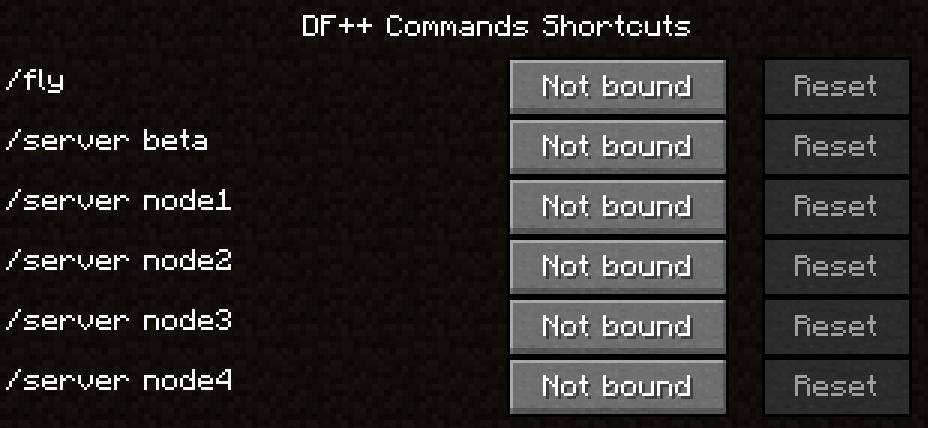 DF++ Commands Shortcuts
/fly Not bound Reset
/server beta Not bound Reset
/server node1 Not bound Reset
/server node2 Not bound Reset
/server node3 Not bound Reset
/server node4 Not bound Reset